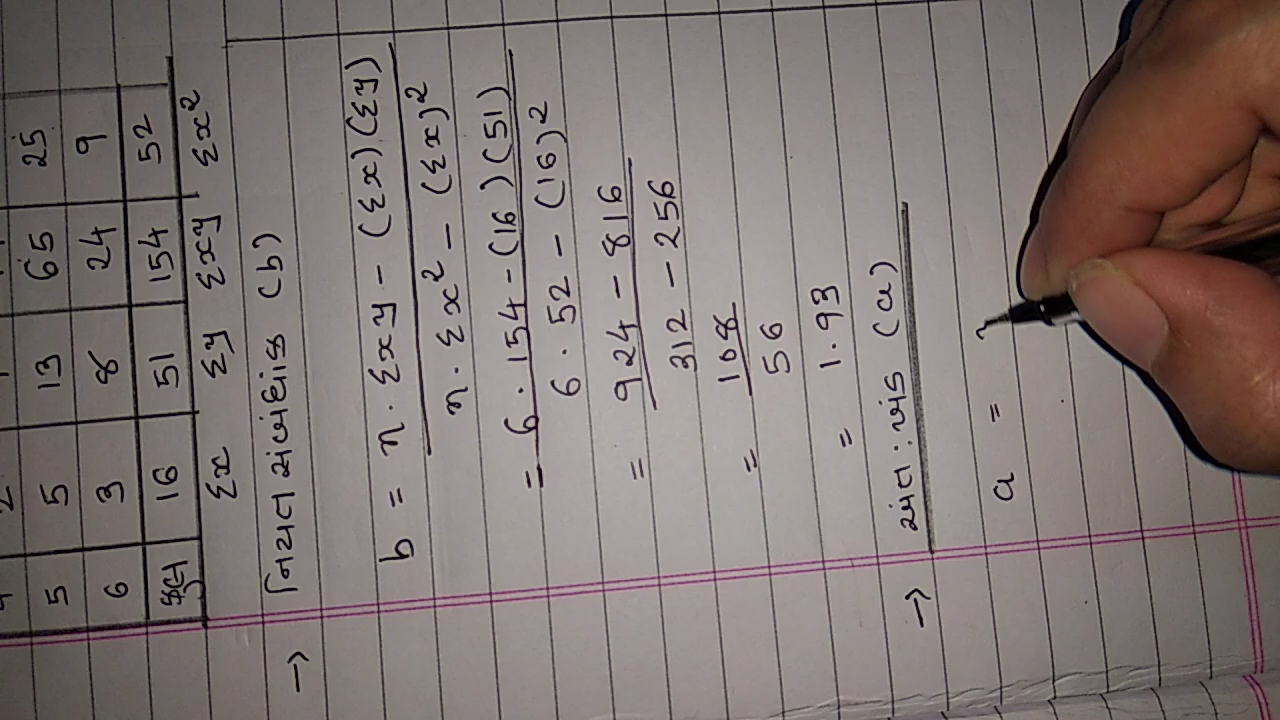 5 5 13 65 25
6 3 8 24 9
કુલ 16 51 154 52
Σx Σy Σxy Σx²
→ નિયત સંબંધાંક (b)
b = n · Σxy - (Σx)(Σy)
n · Σx² - (Σx)²
= 6 · 154 - (16)(51)
6 · 52 - (16)²
= 924 - 816
312 - 256
= 108
56
= 1.93
→ અંત:ખંડ (a)
a =